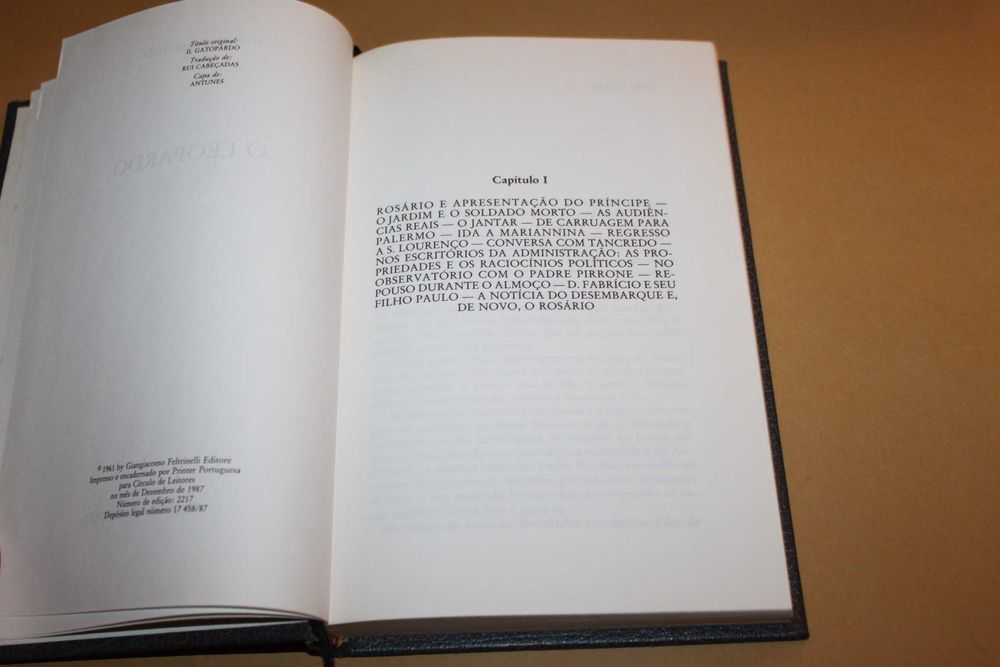 Título original:
IL GATOPARDO
Tradução de:
RUI CABEÇADAS
Capa de:
ANTUNES
O LEOPARDO
© 1961 by Giangiacomo Feltrinelli Editore
Impresso e encadernado por Printer Portuguesa
para Círculo de Leitores
no mês de Dezembro de 1987
Número de edição: 2217
Depósito legal número 17 458/87
Capítulo I
ROSÁRIO E APRESENTAÇÃO DO PRÍNCIPE —
O JARDIM E O SOLDADO MORTO — AS AUDIÊN-
CIAS REAIS — O JANTAR — DE CARRUAGEM PARA
PALERMO — IDA A MARIANNINA — REGRESSO
A S. LOURENÇO — CONVERSA COM TANCREDO —
NOS ESCRITÓRIOS DA ADMINISTRAÇÃO: AS PRO-
PRIEDADES E OS RACIOCÍNIOS POLÍTICOS — NO
OBSERVATÓRIO COM O PADRE PIRRONE — RE-
POUSO DURANTE O ALMOÇO — D. FABRÍCIO E SEU
FILHO PAULO — A NOTÍCIA DO DESEMBARQUE E,
DE NOVO, O ROSÁRIO